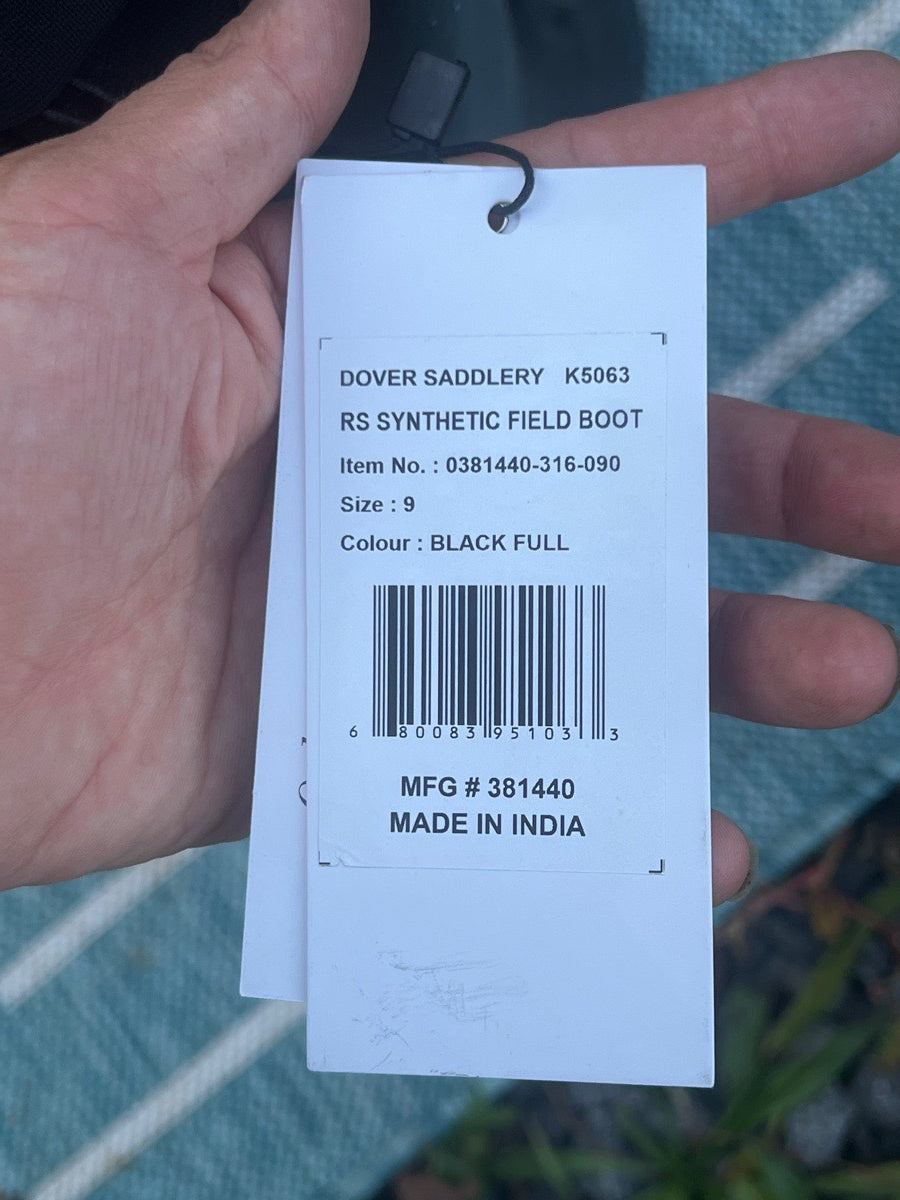 DOVER SADDLERY K5063
RS SYNTHETIC FIELD BOOT
Item No. : 0381440-316-090
Size : 9
Colour : BLACK FULL
6 80083 95103 3
MFG # 381440
MADE IN INDIA